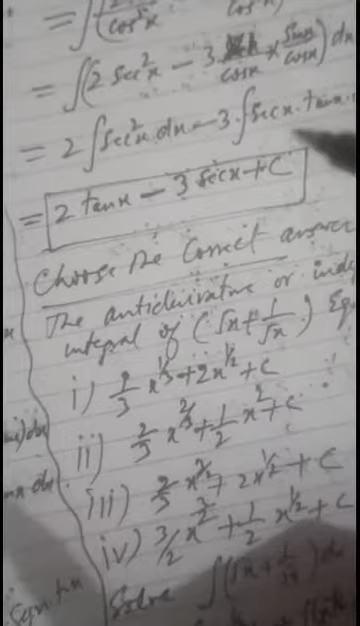 = ∫(2/cos²x
= ∫(2 sec²x − 3 /cosx × sinx/cosx) dx
= 2∫sec²x.dx − 3.∫secx.tanx.
= 2 tanx − 3 secx + C
Choose the Correct answer
The antiderivative or inde
integral of (√x + 1/√x) Eq
i) 1/3 x^1/3 + 2x^1/2 + c
ii) 2/3 x^2/3 + 1/2 x² + c
iii) 2/3 x^3/2 + 2x^1/2 + C
iv) 3/2 x^3/2 + 1/2 x^1/2 + C
Solve ∫(√x + 1/√x) d